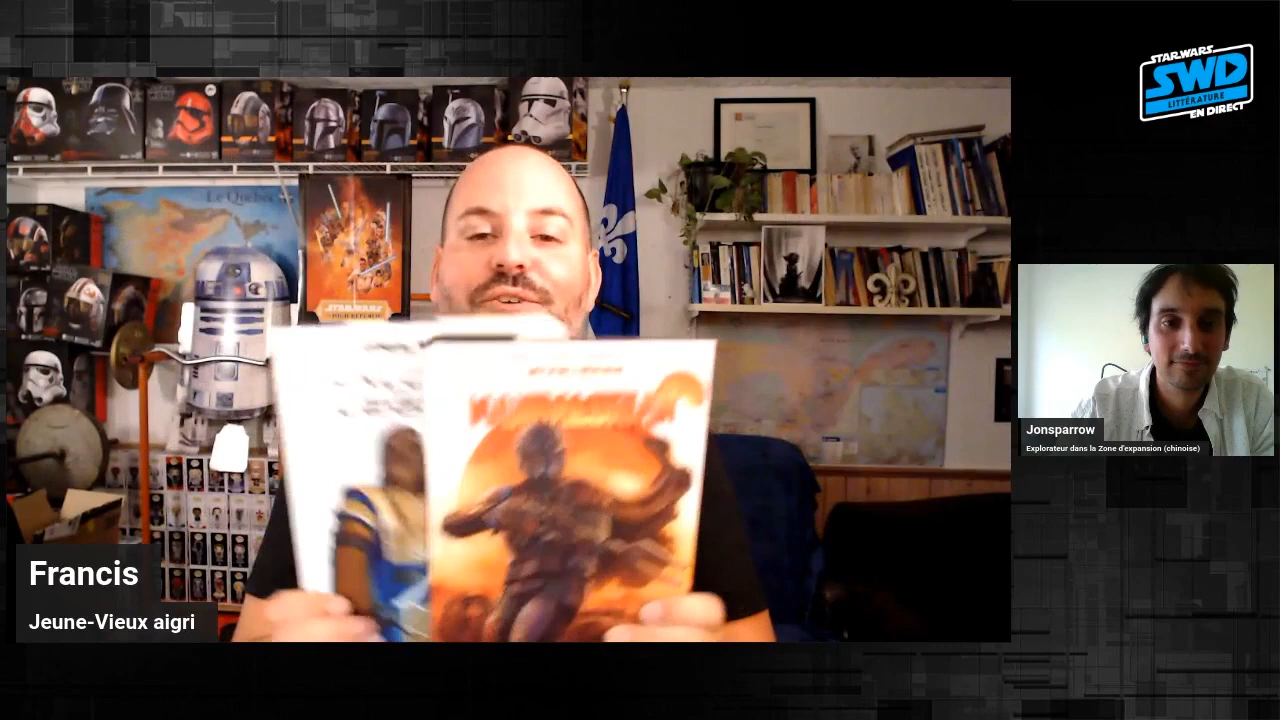 STAR WARS
SWD
LITTÉRATURE
EN DIRECT
Le Québec
STAR WARS
HIGH REPUBLIC
Jonsparrow
Explorateur dans la Zone d'expansion (chinoise)
Francis
Jeune-Vieux aigri